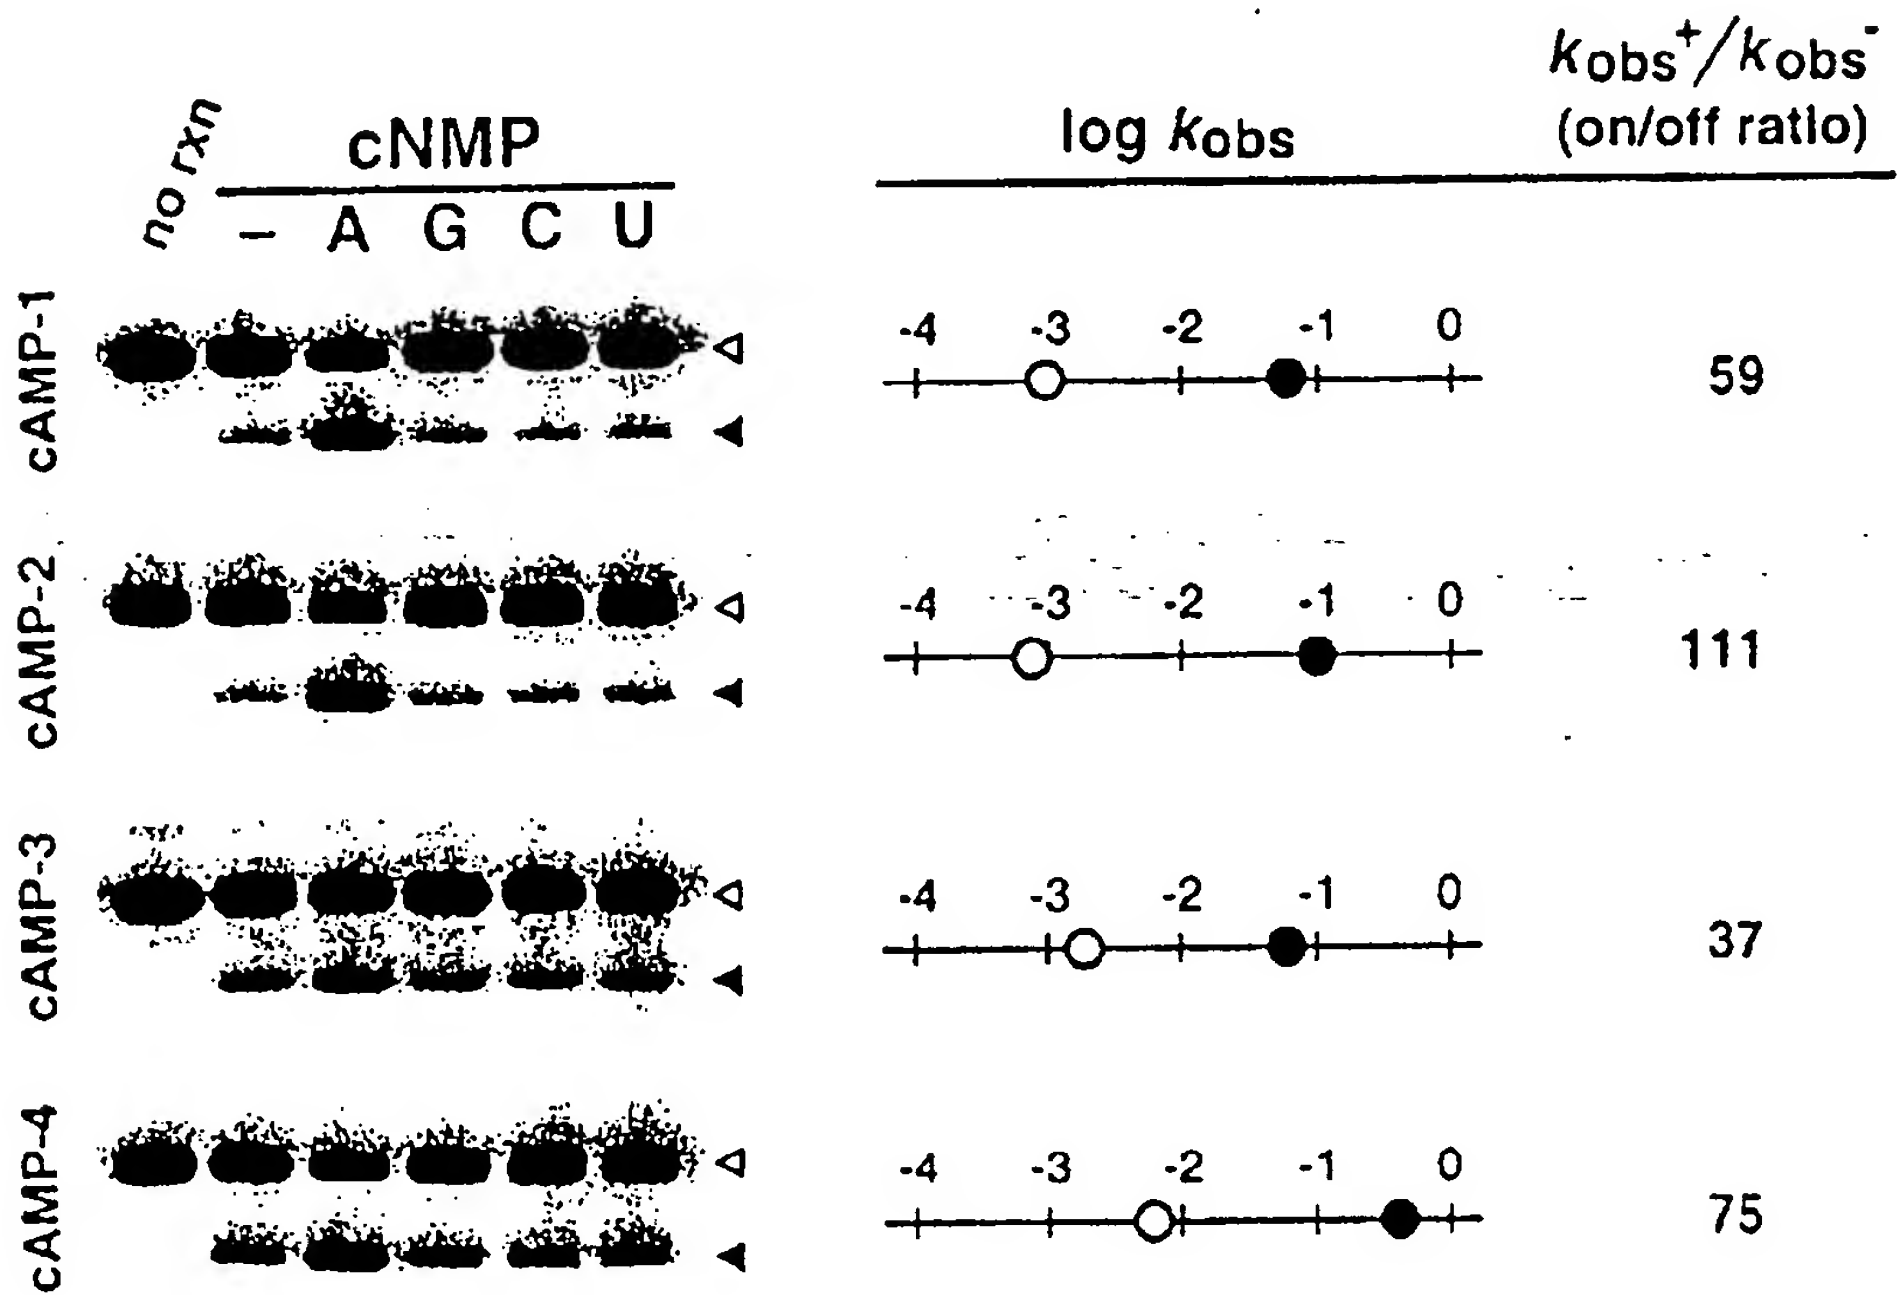 kobs+/kobs-
no rxn cNMP log kobs (on/off ratio)
– A G C U
cAMP-1
-4 -3 -2 -1 0
59
cAMP-2
-4 -3 -2 -1 0
111
cAMP-3
-4 -3 -2 -1 0
37
cAMP-4
-4 -3 -2 -1 0
75